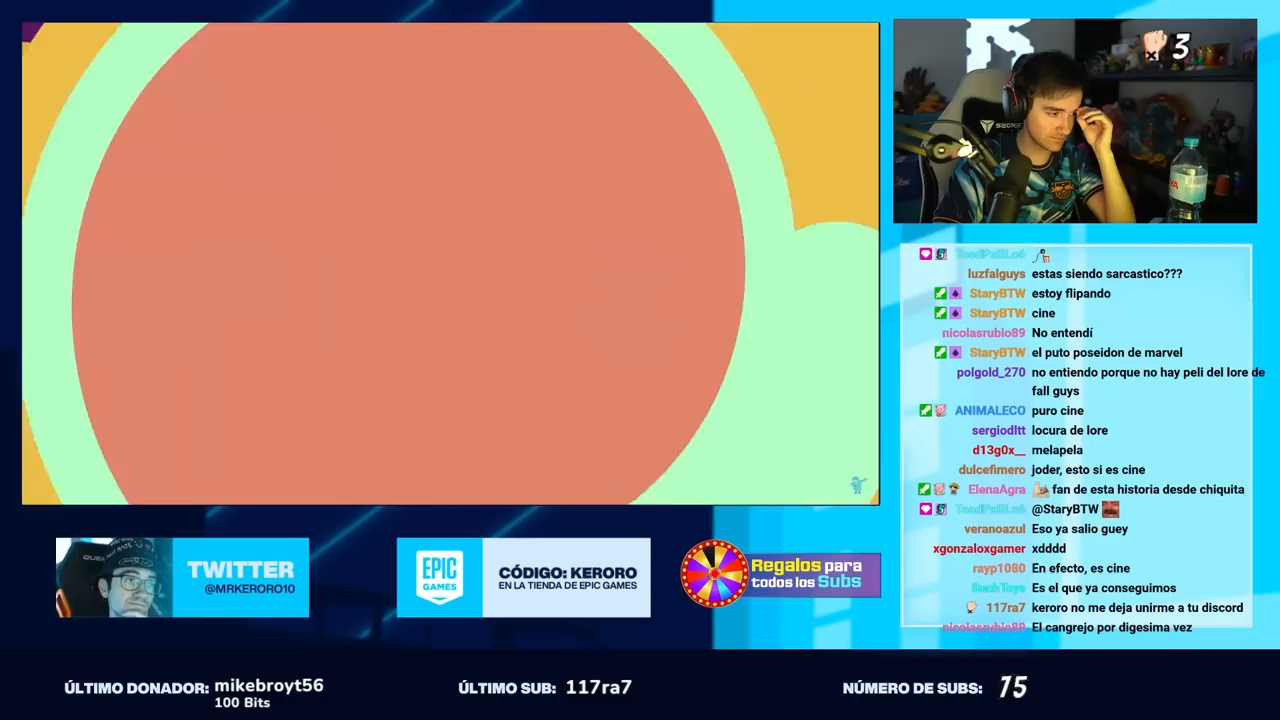 3
SECRET
estas siendo sarcastico???
luzfalguys
StaryBTW estoy flipando
StaryBTW cine
nicolasrubio89 No entendí
StaryBTW el puto poseidon de marvel
polgold_270 no entiendo porque no hay peli del lore de
fall guys
ANIMALECO puro cine
sergiodltt locura de lore
d13g0x__ melapela
dulcefimero joder, esto si es cine
ElenaAgra fan de esta historia desde chiquita
@StaryBTW
veranoazul Eso ya salio guey
xgonzaloxgamer xdddd
rayp1080 En efecto, es cine
SuchToya Es el que ya conseguimos
117ra7 keroro no me deja unirme a tu discord
nicolasrubio89 El cangrejo por digesima vez
TWITTER
@MRKERORO10
EPIC
GAMES
CÓDIGO: KERORO
EN LA TIENDA DE EPIC GAMES
Regalos para
todos los Subs
ÚLTIMO DONADOR: mikebroyt56
100 Bits
ÚLTIMO SUB: 117ra7
NÚMERO DE SUBS: 75